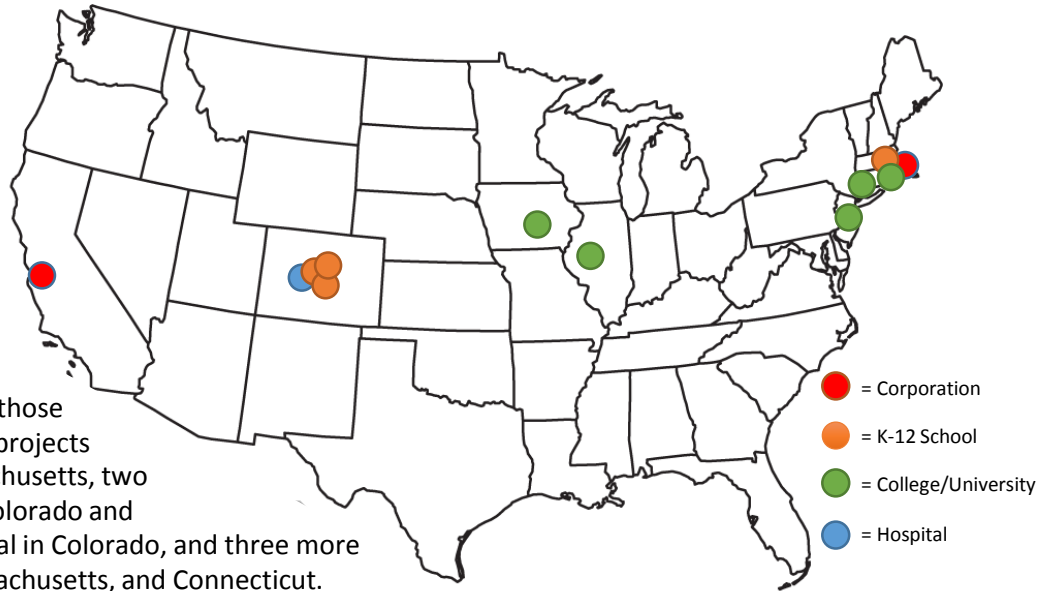 those
projects
chusetts, two
olorado and
al in Colorado, and three more
achusetts, and Connecticut.
= Corporation
= K-12 School
= College/University
= Hospital